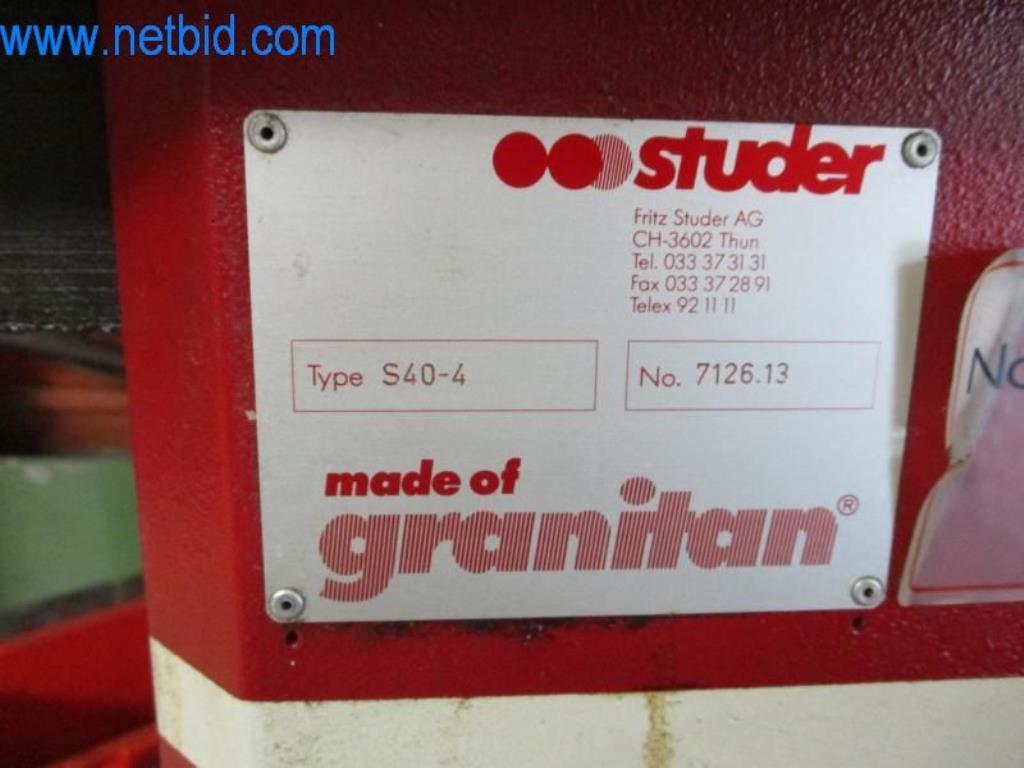 www.netbid.com
studer
Fritz Studer AG
CH-3602 Thun
Tel. 033 37 31 31
Fax 033 37 28 91
Telex 92 11 11
Type S40-4
No. 7126.13
made of
granitan®